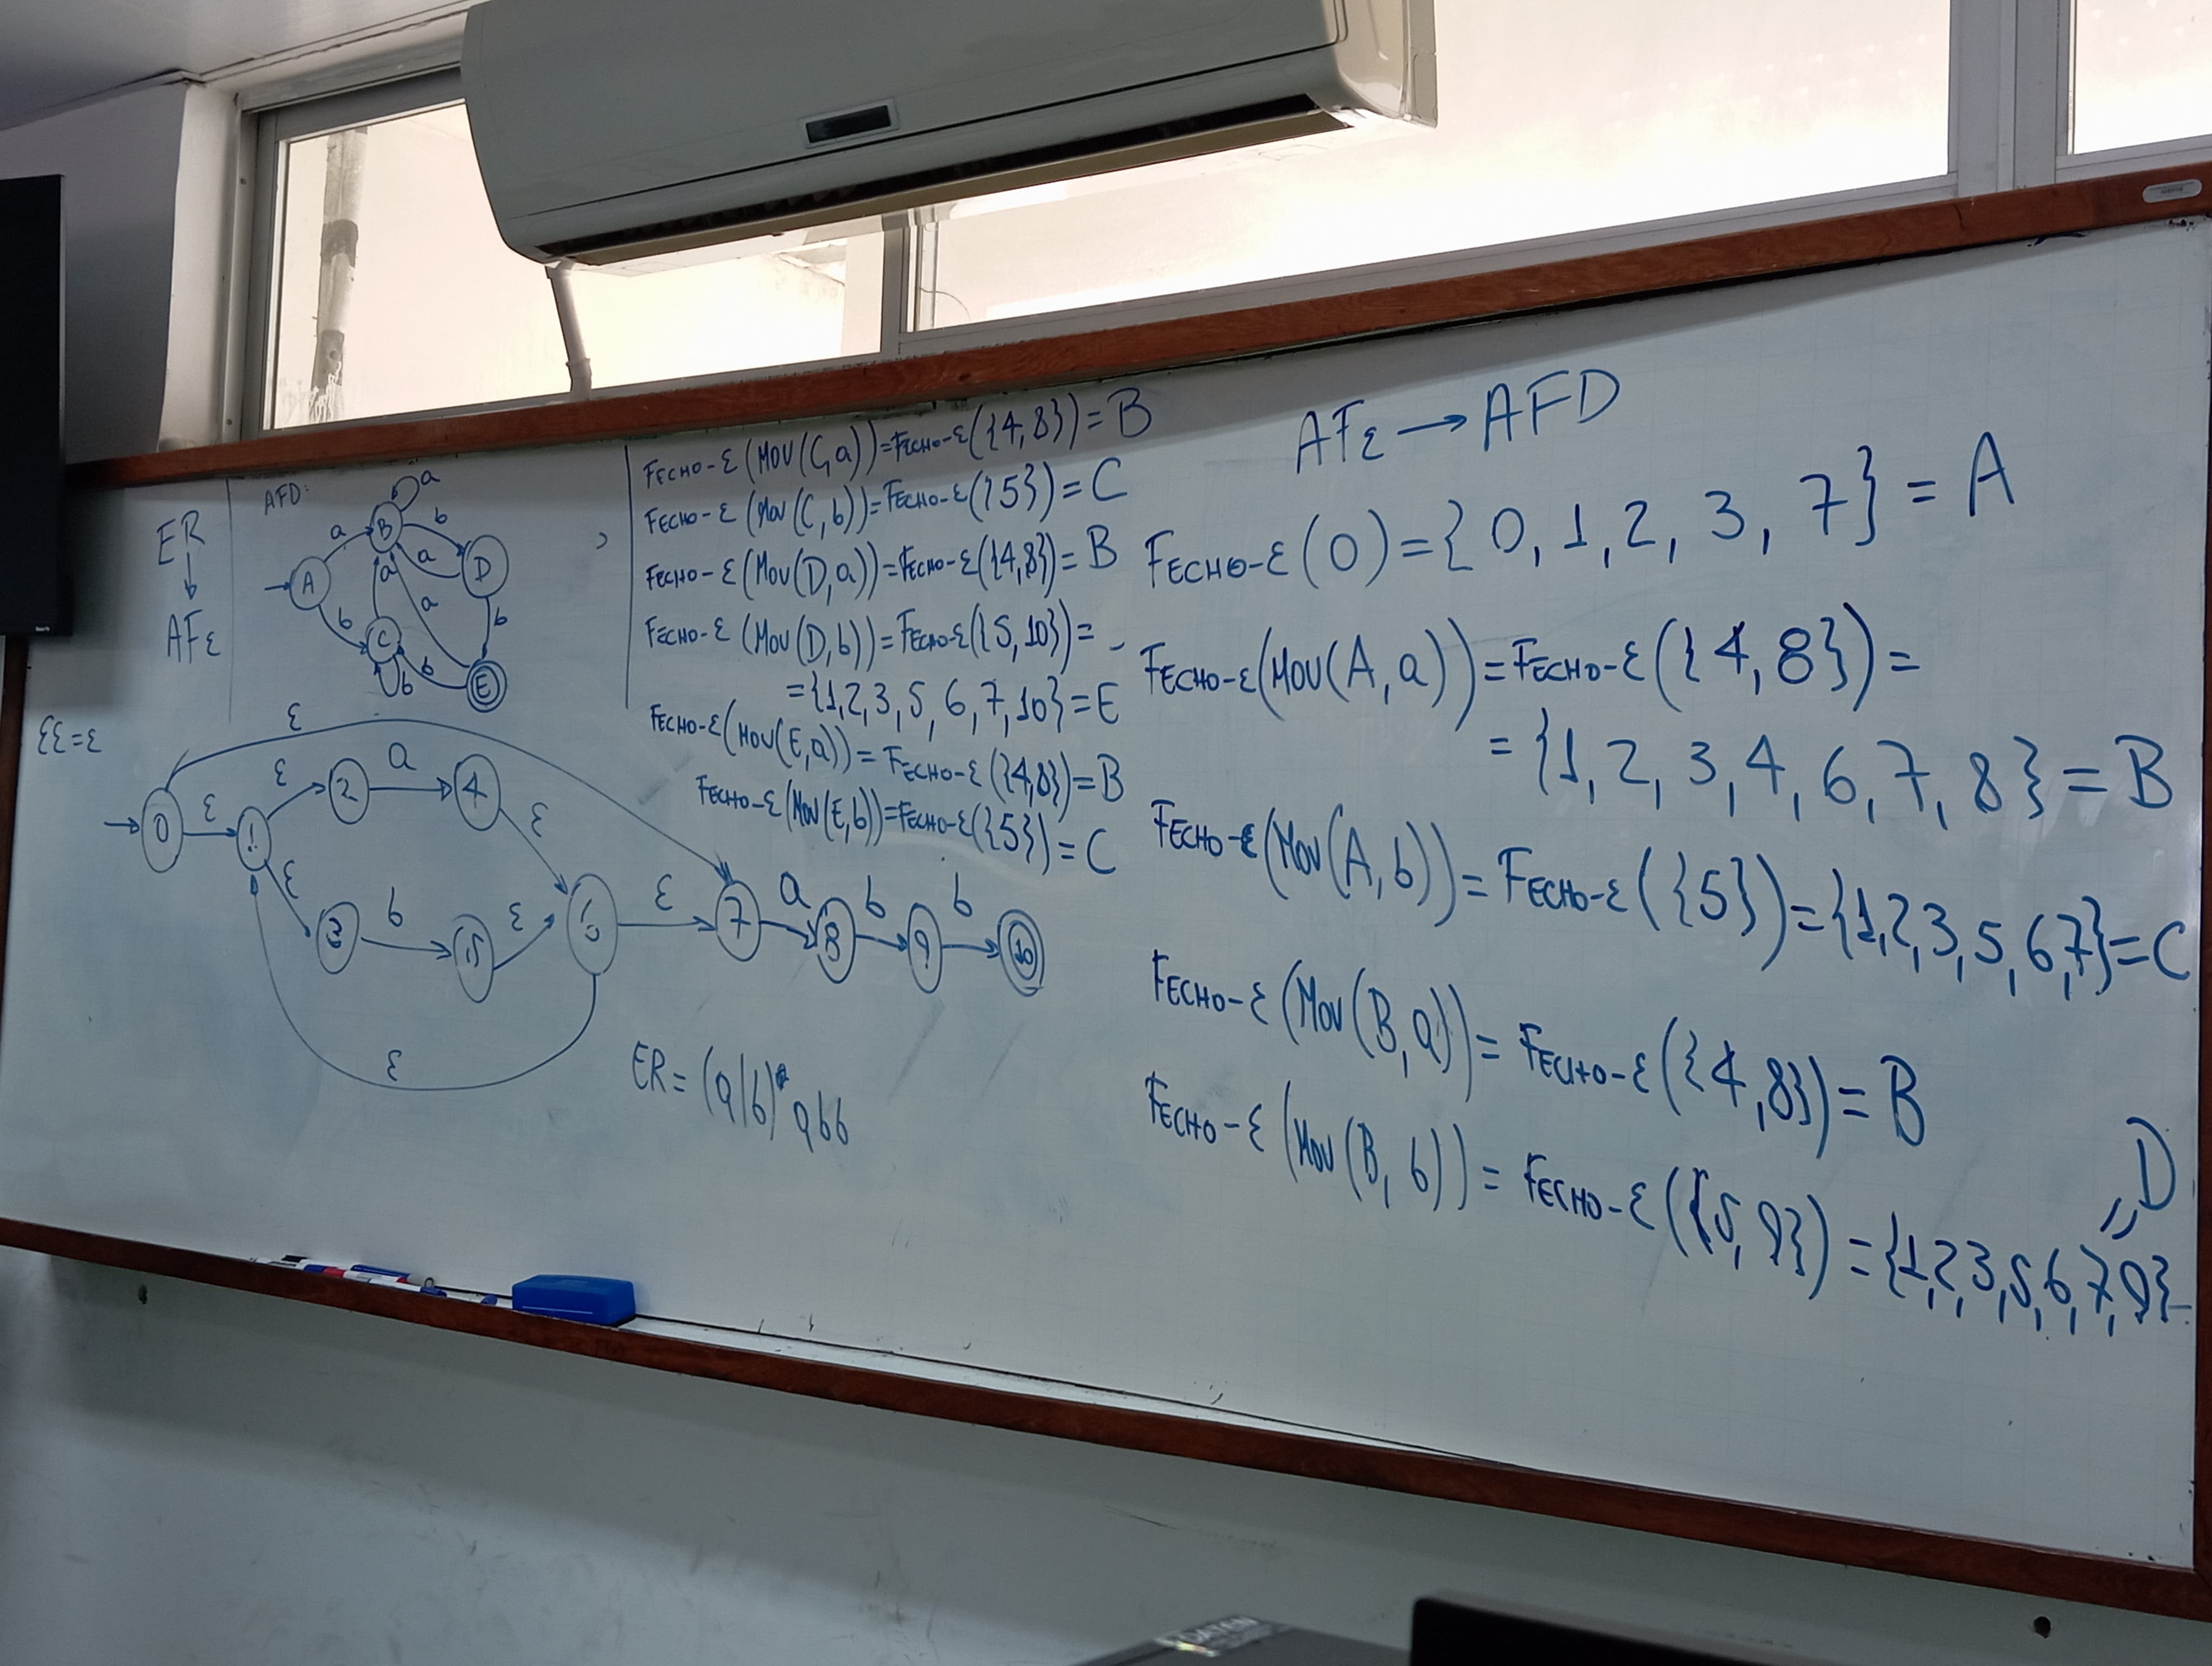 ER
↓
AFε
AFD:
a
a
b
A
B
a
D
a
a
b
b
C
b
b
E
εε=ε
ε
ε
ε
a
ε
0
1
2
4
ε
b
ε
3
5
6
ε
7
a
8
b
9
b
10
ε
ER= (a|b)* abb
FECHO-ε (MOV(C,a))=FECHO-ε({4,8})=B
FECHO-ε (MOV(C,b))=FECHO-ε({5})=C
FECHO-ε (MOV(D,a))=FECHO-ε({4,8})=B
FECHO-ε (MOV(D,b))=FECHO-ε({5,10})=
={1,2,3,5,6,7,10}=E
FECHO-ε(MOV(E,a))=FECHO-ε({4,8})=B
FECHO-ε(MOV(E,b))=FECHO-ε({5})=C
AFε → AFD
FECHO-ε(0)={0,1,2,3,7}=A
FECHO-ε(MOV(A,a))=FECHO-ε({4,8})=
={1,2,3,4,6,7,8}=B
FECHO-ε(MOV(A,b))=FECHO-ε({5})={1,2,3,5,6,7}=C
FECHO-ε (MOV(B,a))= FECHO-ε({4,8})=B
FECHO-ε (MOV(B,b))= FECHO-ε({5,9})={1,2,3,5,6,7,9}
=D